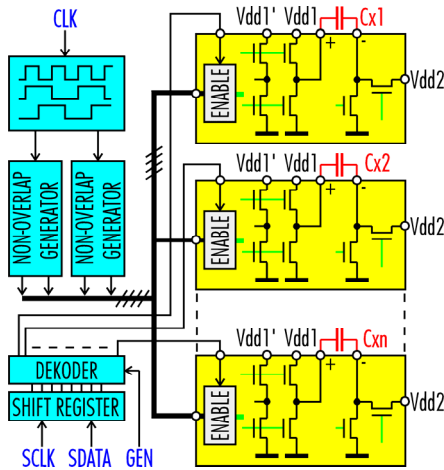 CLK
NON-OVERLAP
GENERATOR
NON-OVERLAP
GENERATOR
DEKODER
SHIFT REGISTER
SCLK
SDATA
GEN
Vdd1'
Vdd1
Cx1
+
-
ENABLE
Vdd2
Vdd1'
Vdd1
Cx2
+
-
ENABLE
Vdd2
Vdd1'
Vdd1
Cxn
+
-
ENABLE
Vdd2